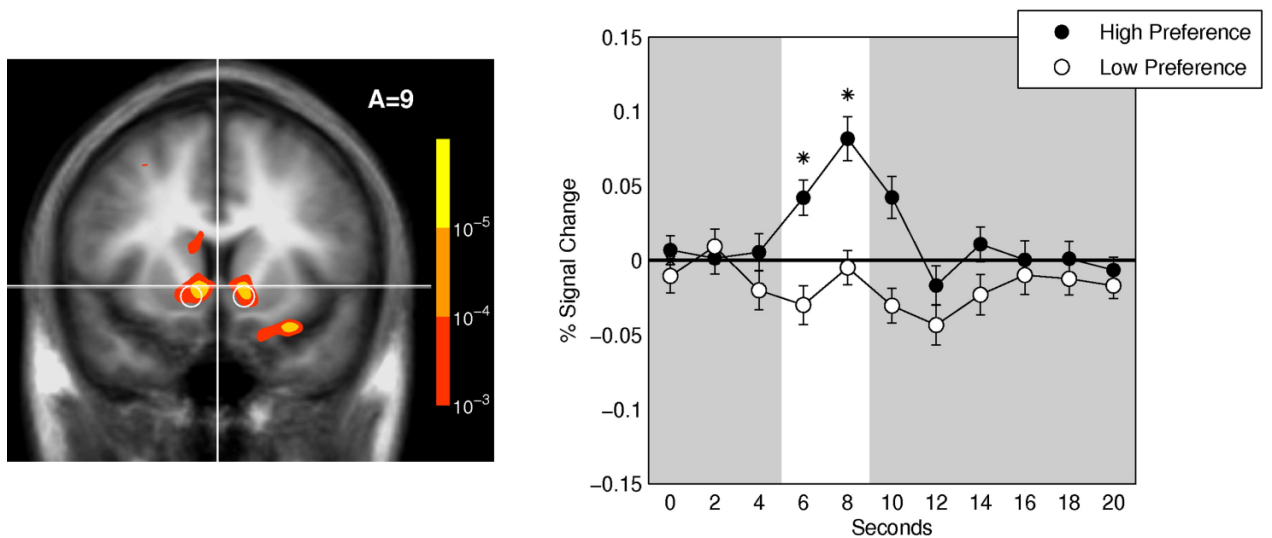 A=9
10-5
10-4
10-3
High Preference
Low Preference
% Signal Change
0.15
0.1
0.05
0
−0.05
−0.1
−0.15
*
*
0 2 4 6 8 10 12 14 16 18 20
Seconds